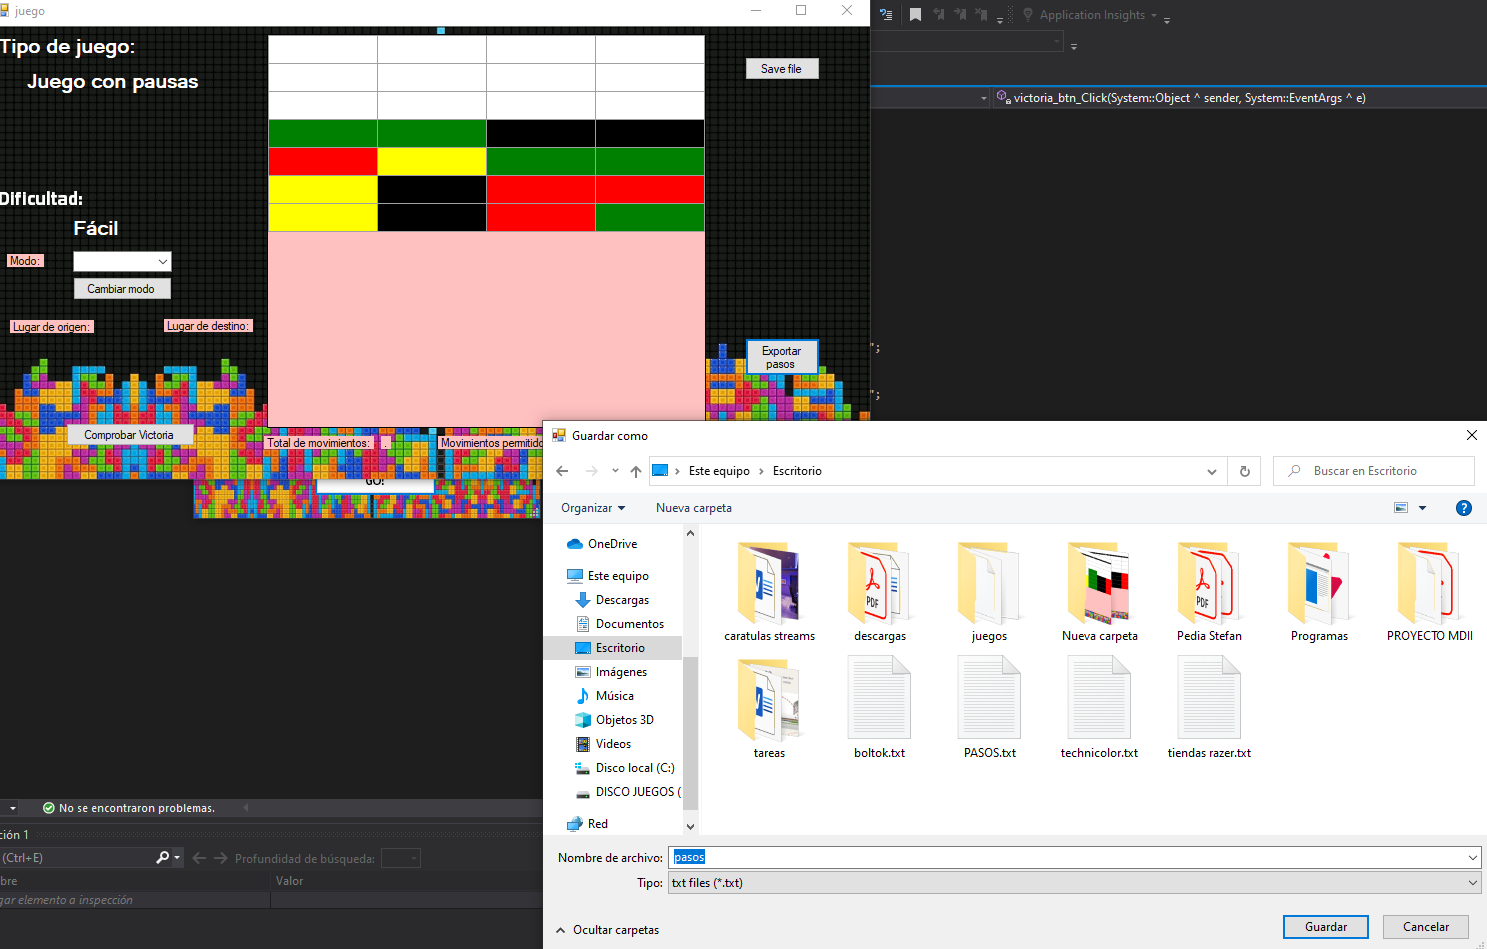 juego
Application Insights
Tipo de juego:
Juego con pausas
Save file
victoria_btn_Click(System::Object ^ sender, System::EventArgs ^ e)
Dificultad:
Fácil
Modo:
Cambiar modo
Lugar de origen:
Lugar de destino:
";
Exportar
pasos
";
Comprobar Victoria
Total de movimientos:
.
Movimientos pemitido
GO!
Guardar como
Este equipo
Escritorio
Buscar en Escritorio
Organizar
Nueva carpeta
OneDrive
Este equipo
Descargas
Documentos
Escritorio
Imágenes
Música
Objetos 3D
Videos
Disco local (C:)
DISCO JUEGOS (
Red
caratulas streams
descargas
juegos
Nueva carpeta
Pedia Stefan
Programas
PROYECTO MDII
tareas
boltok.txt
PASOS.txt
technicolor.txt
tiendas razer.txt
No se encontraron problemas.
ción 1
(Ctrl+E)
Profundidad de búsqueda:
bre
Valor
gar elemento a inspección
Nombre de archivo:
pasos
Tipo:
txt files (*.txt)
Ocultar carpetas
Guardar
Cancelar